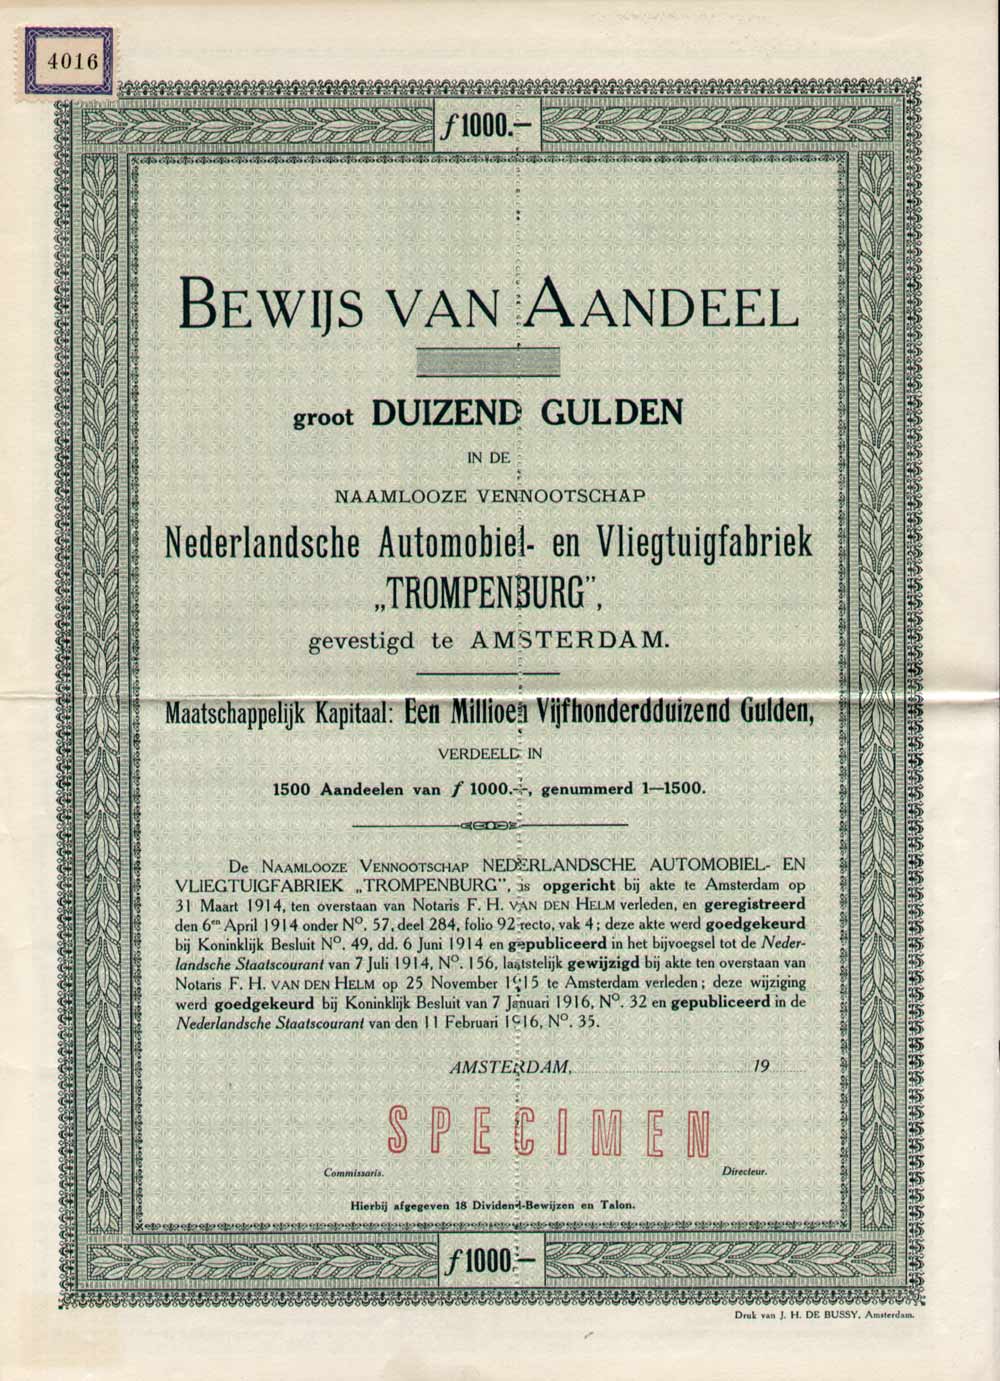 4016
ƒ 1000.—
BEWIJS VAN AANDEEL
groot DUIZEND GULDEN
IN DE
NAAMLOOZE VENNOOTSCHAP
Nederlandsche Automobiel- en Vliegtuigfabriek
„TROMPENBURG”,
gevestigd te AMSTERDAM.
Maatschappelijk Kapitaal: Een Millioen Vijfhonderdduizend Gulden,
VERDEELD IN
1500 Aandeelen van ƒ 1000.—, genummerd 1—1500.
De NAAMLOOZE VENNOOTSCHAP NEDERLANDSCHE AUTOMOBIEL- EN
VLIEGTUIGFABRIEK „TROMPENBURG”, is opgericht bij akte te Amsterdam op
31 Maart 1914, ten overstaan van Notaris F. H. VAN DEN HELM verleden, en geregistreerd
den 6en April 1914 onder No. 57, deel 284, folio 92 recto, vak 4; deze akte werd goedgekeurd
bij Koninklijk Besluit No. 49, dd. 6 Juni 1914 en gepubliceerd in het bijvoegsel tot de Neder-
landsche Staatscourant van 7 Juli 1914, No. 156, laatstelijk gewijzigd bij akte ten overstaan van
Notaris F. H. VAN DEN HELM op 25 November 1915 te Amsterdam verleden; deze wijziging
werd goedgekeurd bij Koninklijk Besluit van 7 Januari 1916, No. 32 en gepubliceerd in de
Nederlandsche Staatscourant van den 11 Februari 1916, No. 35.
AMSTERDAM, 19
SPECIMEN
Commissaris. Directeur.
Hierbij afgegeven 18 Dividend-Bewijzen en Talon.
ƒ 1000.—
Druk van J. H. DE BUSSY, Amsterdam.